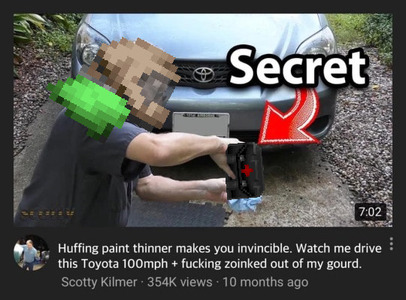 Secret
TOYOTA
7:02
Huffing paint thinner makes you invincible. Watch me drive
this Toyota 100mph + fucking zoinked out of my gourd.
Scotty Kilmer · 354K views · 10 months ago